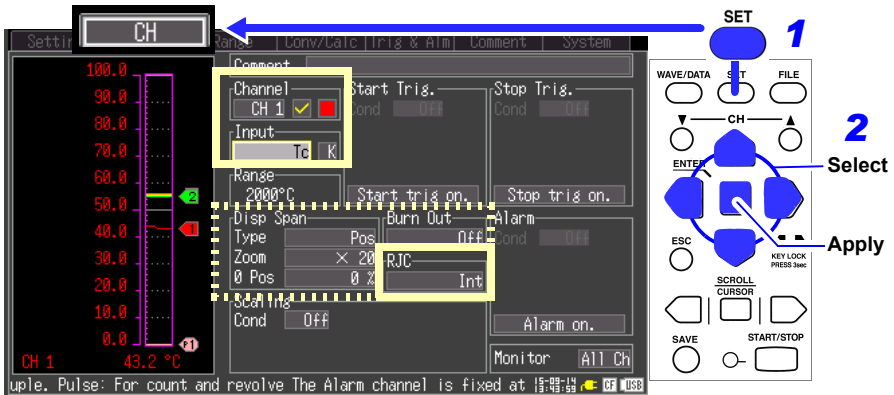 SET
1
CH
Settin
Range
Conv/Calc
Trig & Alm
Comment
System
Comment
Channel
CH 1
Start Trig.
Cond Off
Stop Trig.
Cond Off
Input
Tc K
Range
2000°C
Start trig on.
Stop trig on.
Disp Span
Type Pos
Zoom × 20
0 Pos 0 %
Burn Out
Off
RJC
Int
Alarm
Cond Off
Scaling
Cond Off
Alarm on.
Monitor All Ch
100.0
90.0
80.0
70.0
60.0
50.0
40.0
30.0
20.0
10.0
0.0
2
1
P1
CH 1 43.2 °C
uple. Pulse: For count and revolve The Alarm channel is fixed at
15-09-14
13:43:59
CF USB
WAVE/DATA
SET
FILE
CH
2
ENTER
Select
Apply
ESC
KEY LOCK
PRESS 3sec
SCROLL
CURSOR
SAVE
START/STOP